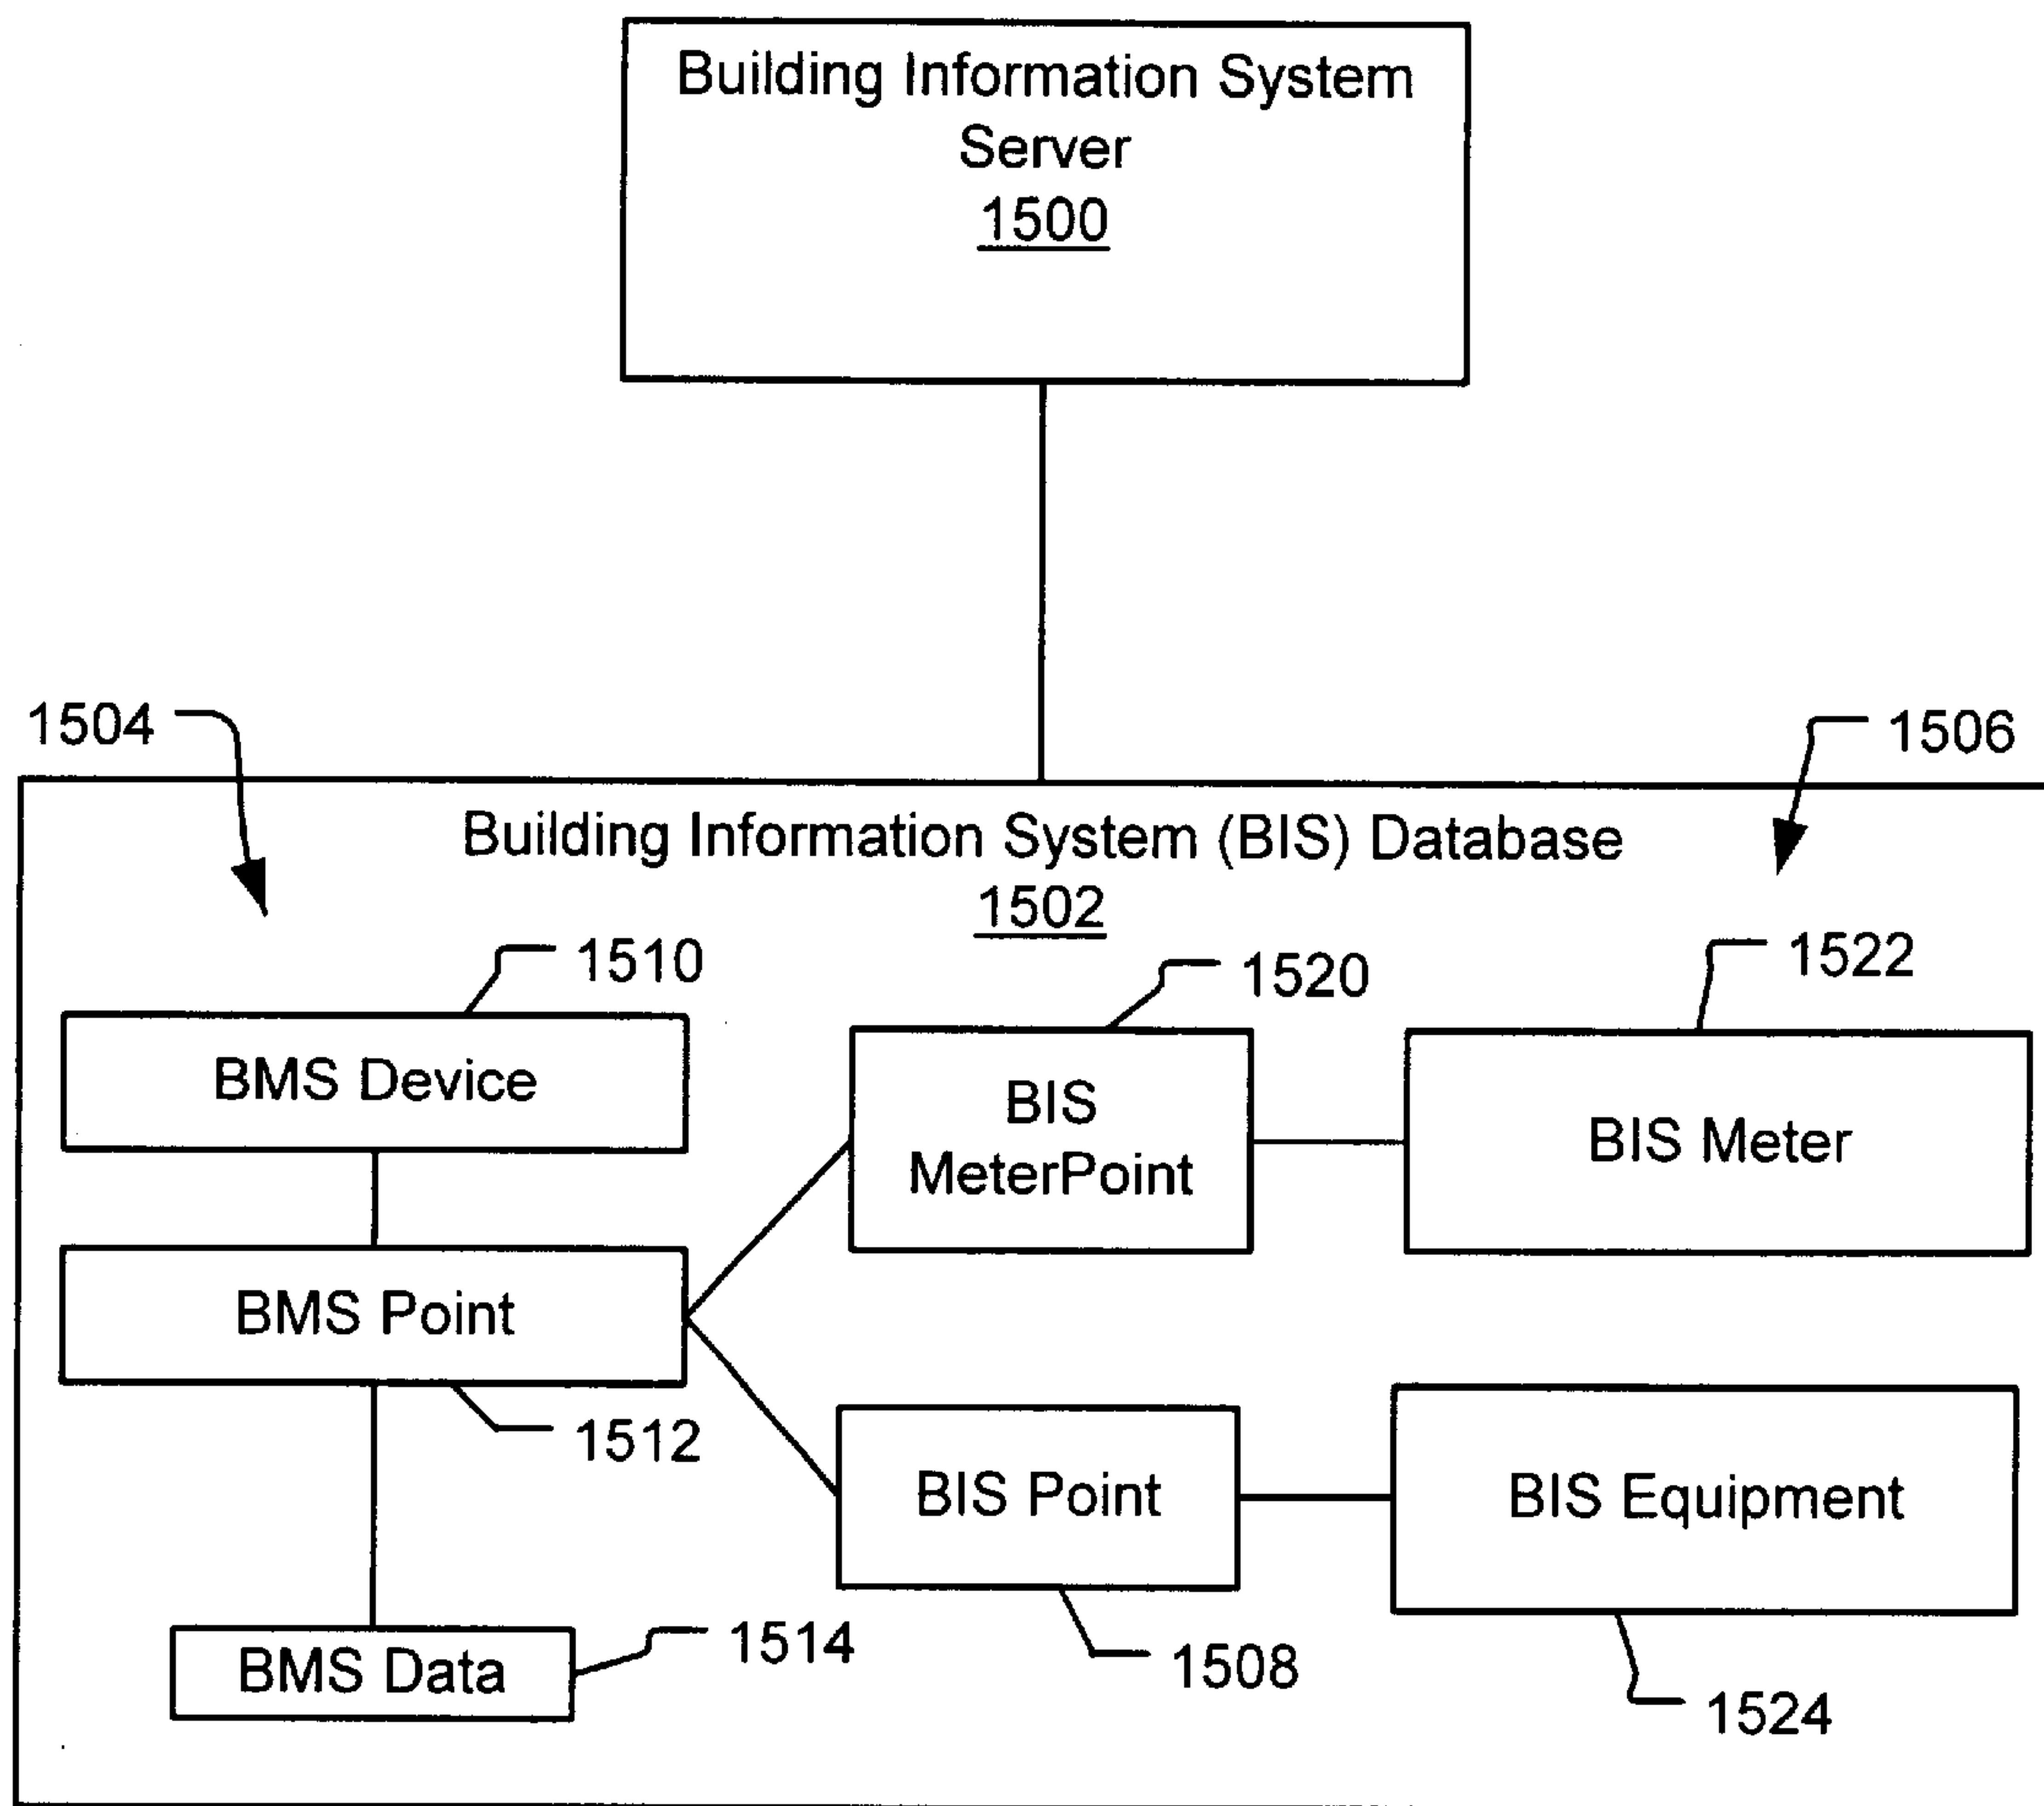 Building Information System
Server
1500
1504
1506
Building Information System (BIS) Database
1502
1510
1520
1522
BMS Device
BIS
MeterPoint
BIS Meter
BMS Point
1512
BIS Point
BIS Equipment
1514
BMS Data
1508
1524